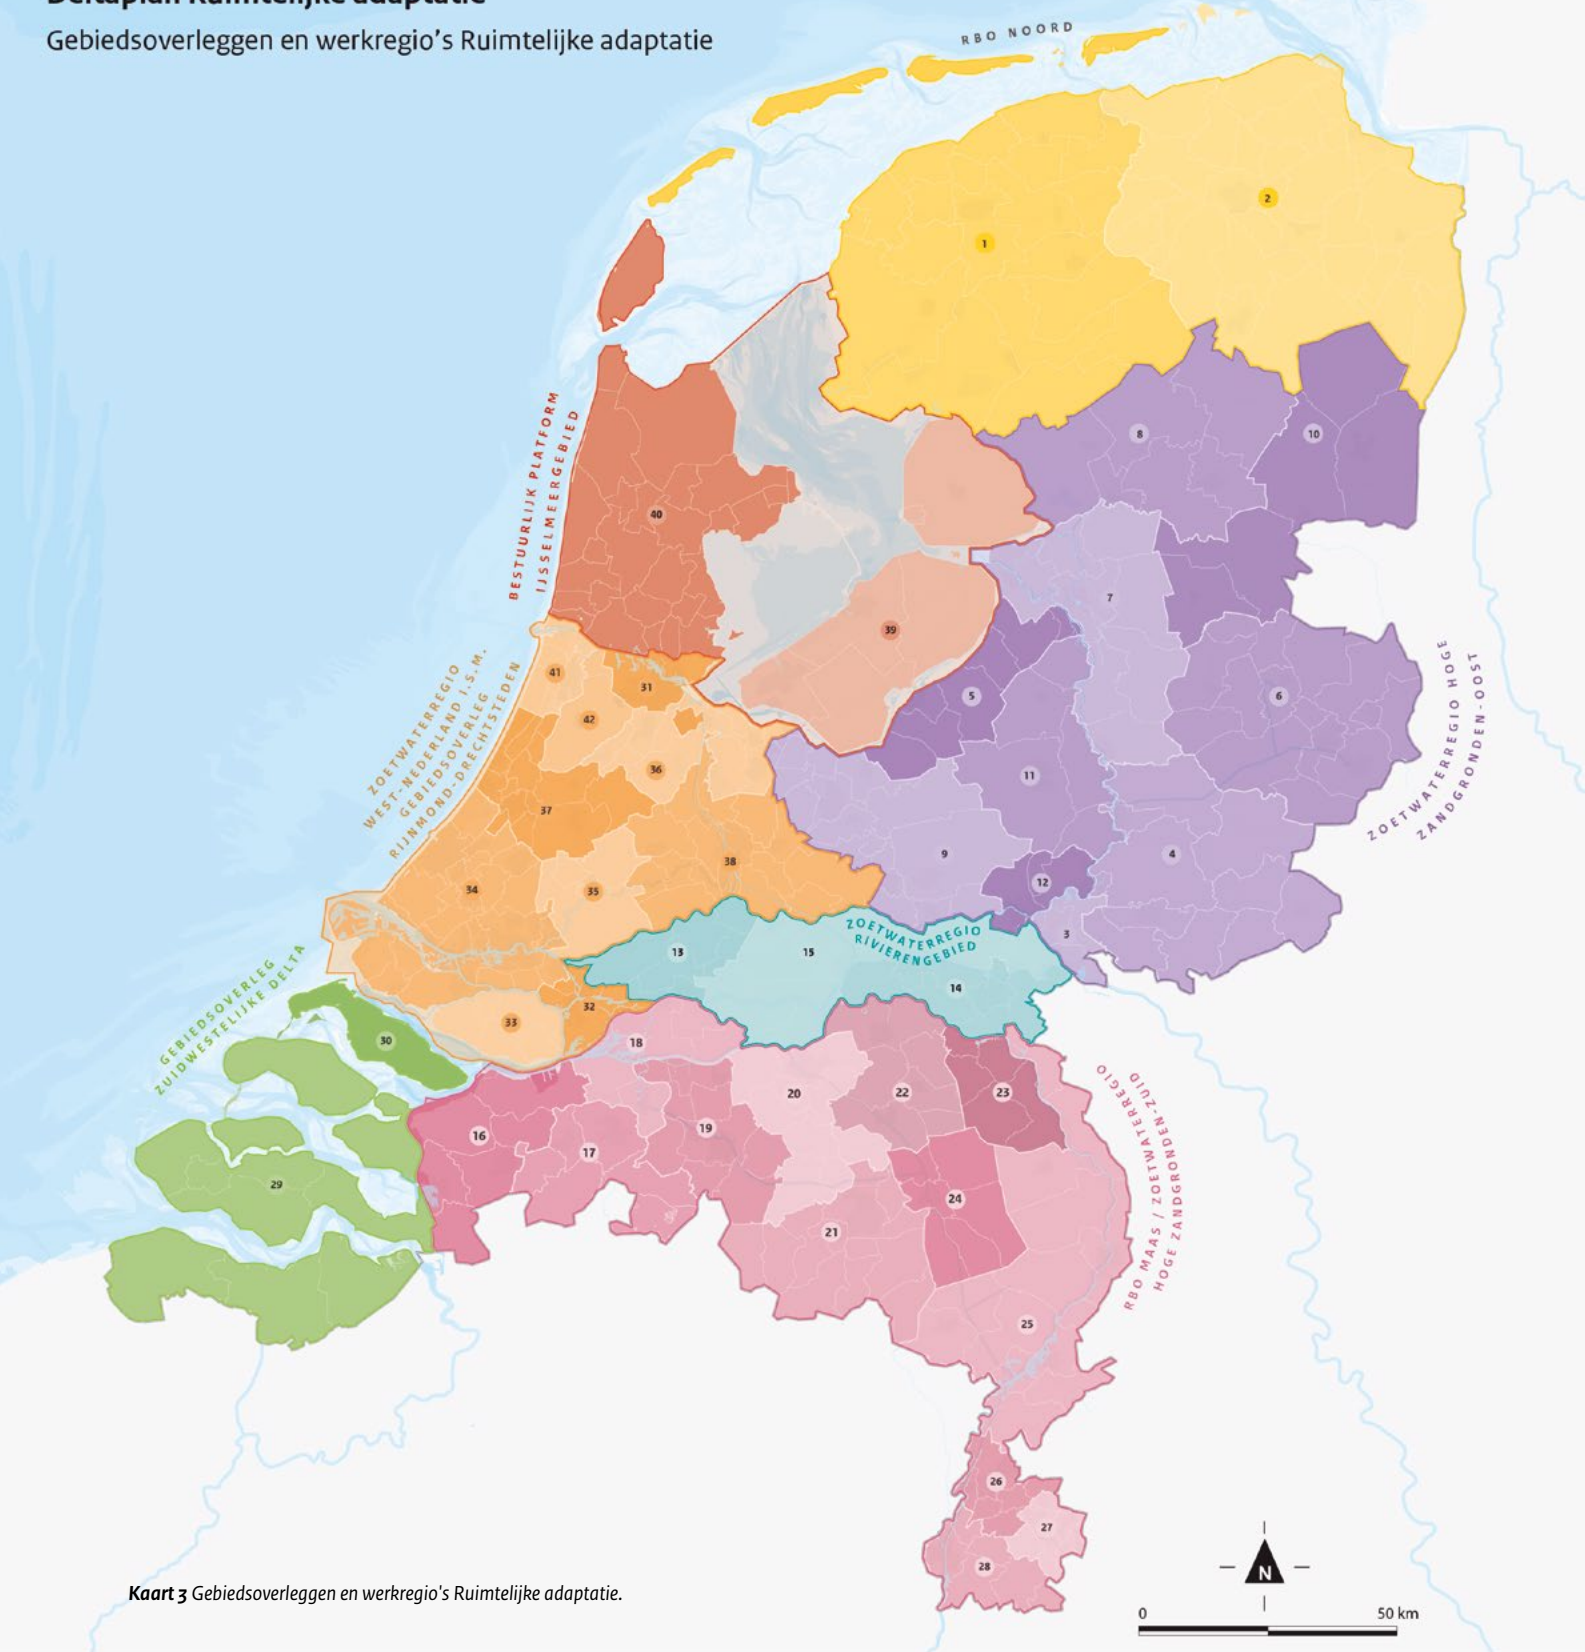 Deltaplan Ruimtelijke adaptatie
Gebiedsoverleggen en werkregio's Ruimtelijke adaptatie
RBO NOORD
2
1
8
10
BESTUURLIJK PLATFORM
IJSSELMEERGEBIED
40
7
39
ZOETWATERREGIO HOGE
ZANDGRONDEN-OOST
5
6
41
31
42
ZOETWATERREGIO
WEST-NEDERLAND I.S.M.
GEBIEDSOVERLEG
RIJNMOND-DRECHTSTEDEN
36
11
37
38
9
4
12
34
35
3
ZOETWATERREGIO
RIVIERENGEBIED
13
15
14
GEBIEDSOVERLEG
ZUIDWESTELIJKE DELTA
32
33
30
18
20
22
23
RBO MAAS / ZOETWATERREGIO
HOGE ZANDGRONDEN-ZUID
16
19
17
29
24
21
25
26
27
28
Kaart 3 Gebiedsoverleggen en werkregio's Ruimtelijke adaptatie.
N
0 50 km